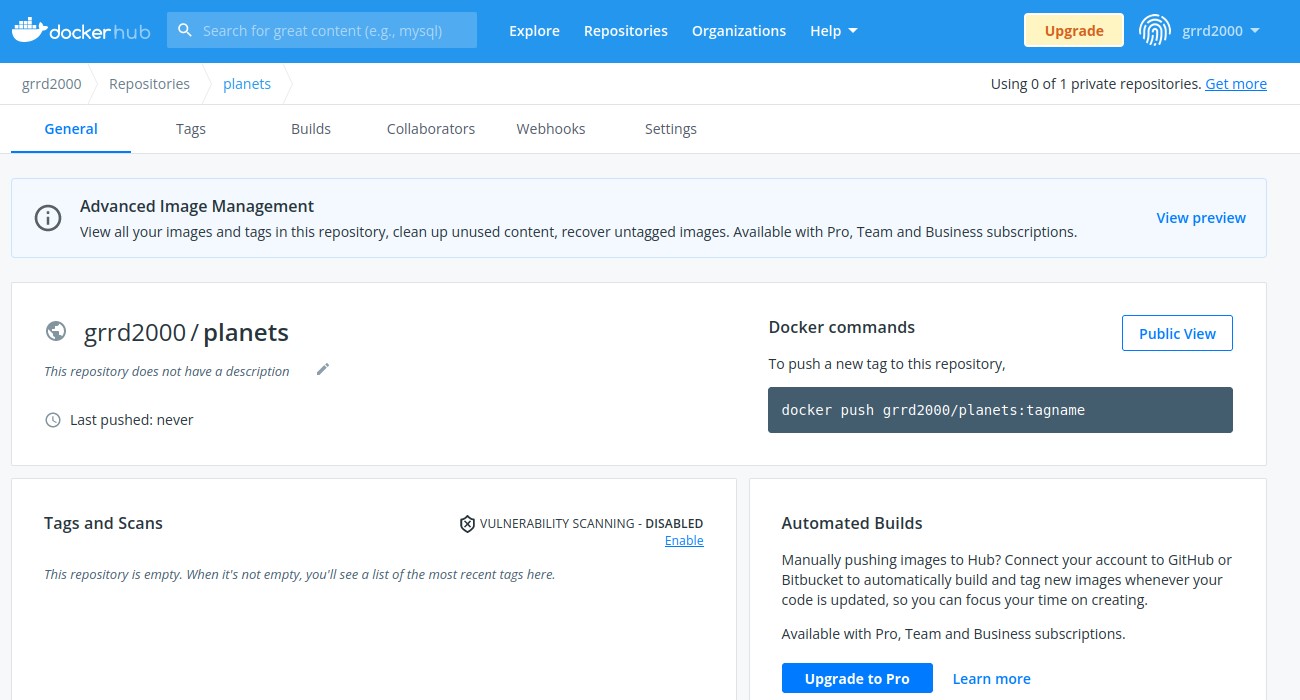 docker hub Search for great content (e.g., mysql) Explore Repositories Organizations Help Upgrade grrd2000
grrd2000 Repositories planets Using 0 of 1 private repositories. Get more
General Tags Builds Collaborators Webhooks Settings
Advanced Image Management
View all your images and tags in this repository, clean up unused content, recover untagged images. Available with Pro, Team and Business subscriptions.
View preview
grrd2000 / planets
This repository does not have a description
Last pushed: never
Docker commands
Public View
To push a new tag to this repository,
docker push grrd2000/planets:tagname
Tags and Scans
VULNERABILITY SCANNING - DISABLED
Enable
This repository is empty. When it's not empty, you'll see a list of the most recent tags here.
Automated Builds
Manually pushing images to Hub? Connect your account to GitHub or
Bitbucket to automatically build and tag new images whenever your
code is updated, so you can focus your time on creating.
Available with Pro, Team and Business subscriptions.
Upgrade to Pro Learn more